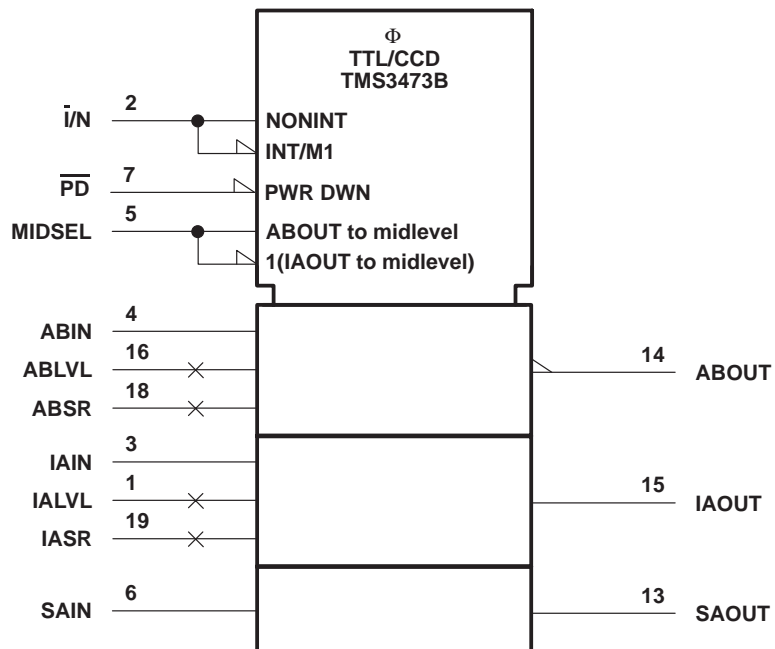 Φ
TTL/CCD
TMS3473B
I̅/N 2 NONINT
INT/M1
P̅D̅ 7 PWR DWN
MIDSEL 5 ABOUT to midlevel
1(IAOUT to midlevel)
ABIN 4
ABLVL 16
14 ABOUT
ABSR 18
IAIN 3
IALVL 1
15 IAOUT
IASR 19
SAIN 6
13 SAOUT